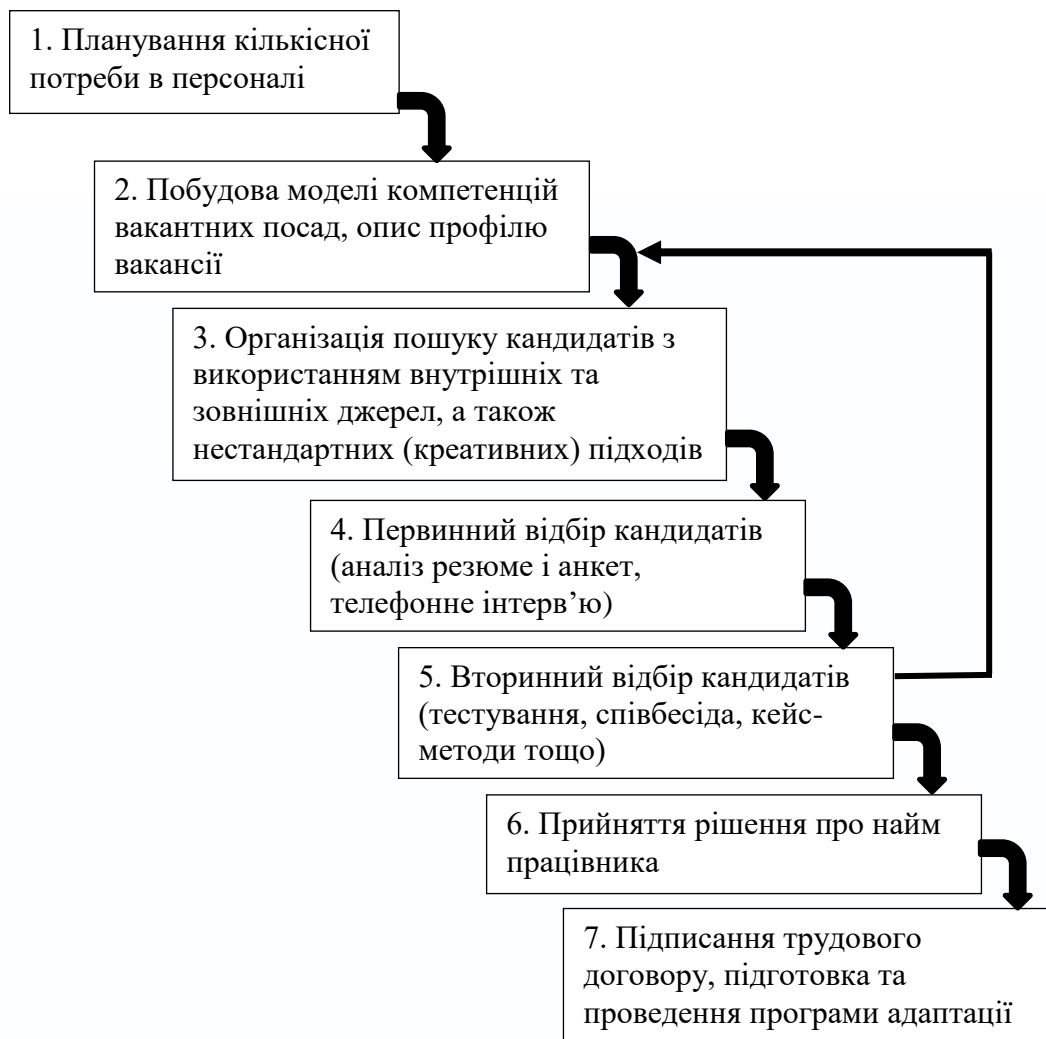 1. Планування кількісної
потреби в персоналі
2. Побудова моделі компетенцій
вакантних посад, опис профілю
вакансії
3. Організація пошуку кандидатів з
використанням внутрішніх та
зовнішніх джерел, а також
нестандартних (креативних) підходів
4. Первинний відбір кандидатів
(аналіз резюме і анкет,
телефонне інтерв’ю)
5. Вторинний відбір кандидатів
(тестування, співбесіда, кейс-
методи тощо)
6. Прийняття рішення про найм
працівника
7. Підписання трудового
договору, підготовка та
проведення програми адаптації